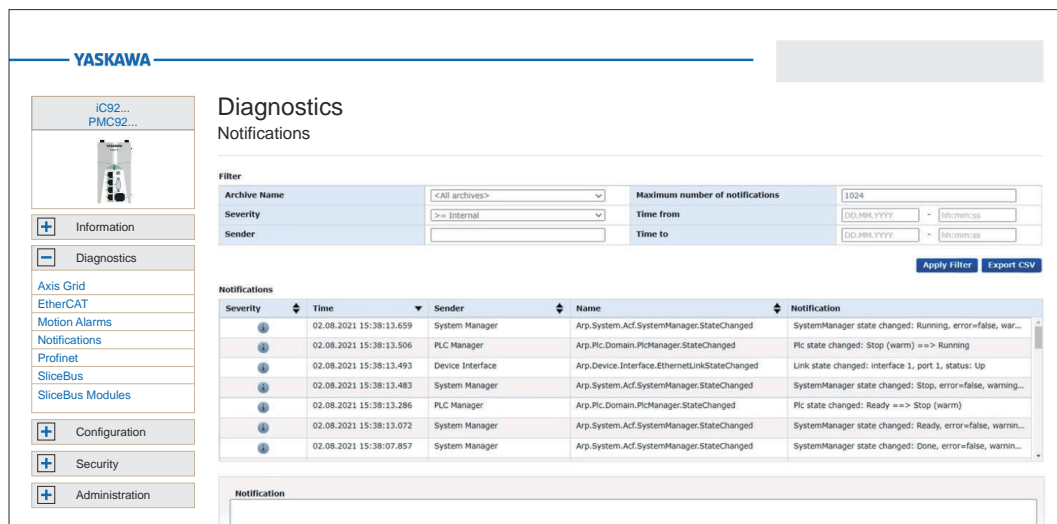 YASKAWA
iC92...
PMC92...
Information
Diagnostics
Axis Grid
EtherCAT
Motion Alarms
Notifications
Profinet
SliceBus
SliceBus Modules
Configuration
Security
Administration
Diagnostics
Notifications
Filter
Archive Name <All archives> Maximum number of notifications 1024
Severity >= Internal Time from DD.MM.YYYY - hh:mm:ss
Sender Time to DD.MM.YYYY - hh:mm:ss
Apply Filter Export CSV
Notifications
Severity Time Sender Name Notification
02.08.2021 15:38:13.659 System Manager Arp.System.Acf.SystemManager.StateChanged SystemManager state changed: Running, error=false, war...
02.08.2021 15:38:13.506 PLC Manager Arp.Plc.Domain.PlcManager.StateChanged Plc state changed: Stop (warm) ==> Running
02.08.2021 15:38:13.493 Device Interface Arp.Device.Interface.EthernetLinkStateChanged Link state changed: interface 1, port 1, status: Up
02.08.2021 15:38:13.483 System Manager Arp.System.Acf.SystemManager.StateChanged SystemManager state changed: Stop, error=false, warning...
02.08.2021 15:38:13.286 PLC Manager Arp.Plc.Domain.PlcManager.StateChanged Plc state changed: Ready ==> Stop (warm)
02.08.2021 15:38:13.072 System Manager Arp.System.Acf.SystemManager.StateChanged SystemManager state changed: Ready, error=false, warnin...
02.08.2021 15:38:07.857 System Manager Arp.System.Acf.SystemManager.StateChanged SystemManager state changed: Done, error=false, warnin...
Notification